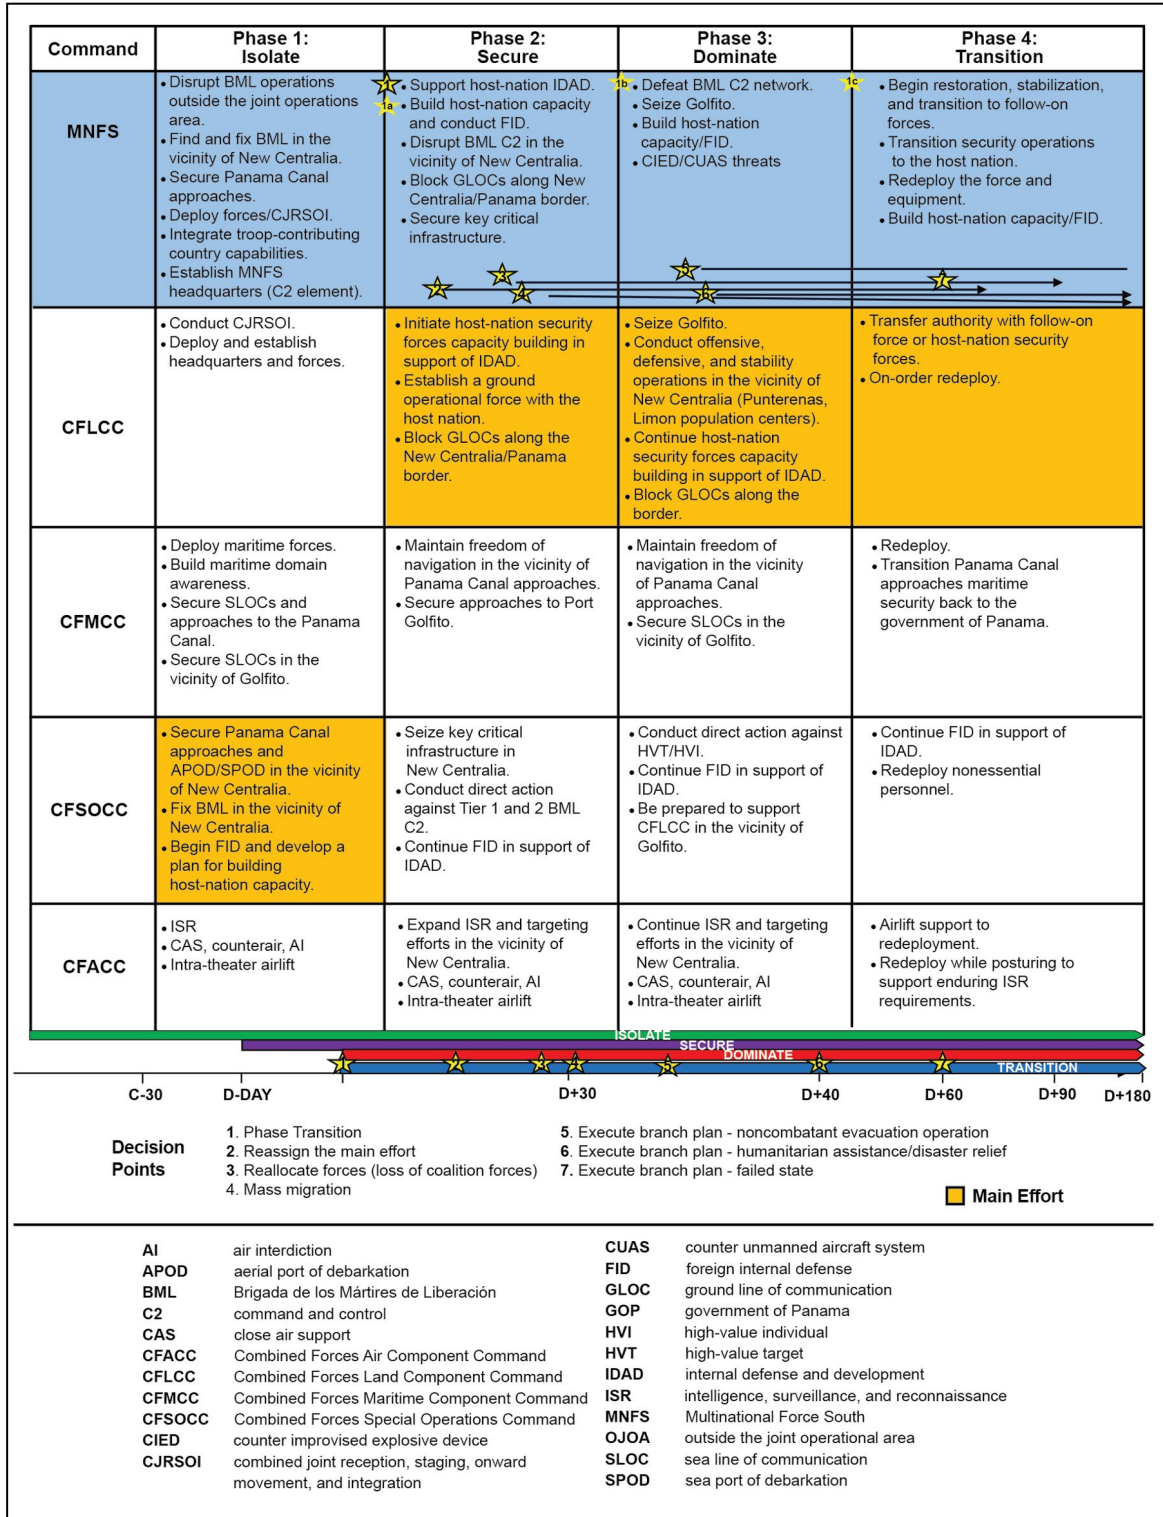 Command
Phase 1:
Isolate
Phase 2:
Secure
Phase 3:
Dominate
Phase 4:
Transition
MNFS
• Disrupt BML operations
outside the joint operations
area.
• Find and fix BML in the
vicinity of New Centralia.
• Secure Panama Canal
approaches.
• Deploy forces/CJRSOI.
• Integrate troop-contributing
country capabilities.
• Establish MNFS
headquarters (C2 element).
1
1a
• Support host-nation IDAD.
• Build host-nation capacity
and conduct FID.
• Disrupt BML C2 in the
vicinity of New Centralia.
• Block GLOCs along New
Centralia/Panama border.
• Secure key critical
infrastructure.
1b
• Defeat BML C2 network.
• Seize Golfito.
• Build host-nation
capacity/FID.
• CIED/CUAS threats
1c
• Begin restoration, stabilization,
and transition to follow-on
forces.
• Transition security operations
to the host nation.
• Redeploy the force and
equipment.
• Build host-nation capacity/FID.
2
3
4
5
6
7
CFLCC
• Conduct CJRSOI.
• Deploy and establish
headquarters and forces.
• Initiate host-nation security
forces capacity building in
support of IDAD.
• Establish a ground
operational force with the
host nation.
• Block GLOCs along the
New Centralia/Panama
border.
• Seize Golfito.
• Conduct offensive,
defensive, and stability
operations in the vicinity of
New Centralia (Punterenas,
Limon population centers).
• Continue host-nation
security forces capacity
building in support of IDAD.
• Block GLOCs along the
border.
• Transfer authority with follow-on
force or host-nation security
forces.
• On-order redeploy.
CFMCC
• Deploy maritime forces.
• Build maritime domain
awareness.
• Secure SLOCs and
approaches to the Panama
Canal.
• Secure SLOCs in the
vicinity of Golfito.
• Maintain freedom of
navigation in the vicinity of
Panama Canal approaches.
• Secure approaches to Port
Golfito.
• Maintain freedom of
navigation in the vicinity
of Panama Canal
approaches.
• Secure SLOCs in the
vicinity of Golfito.
• Redeploy.
• Transition Panama Canal
approaches maritime
security back to the
government of Panama.
CFSOCC
• Secure Panama Canal
approaches and
APOD/SPOD in the vicinity
of New Centralia.
• Fix BML in the vicinity of
New Centralia.
• Begin FID and develop a
plan for building
host-nation capacity.
• Seize key critical
infrastructure in
New Centralia.
• Conduct direct action
against Tier 1 and 2 BML
C2.
• Continue FID in support of
IDAD.
• Conduct direct action against
HVT/HVI.
• Continue FID in support of
IDAD.
• Be prepared to support
CFLCC in the vicinity of
Golfito.
• Continue FID in support of
IDAD.
• Redeploy nonessential
personnel.
CFACC
• ISR
• CAS, counterair, AI
• Intra-theater airlift
• Expand ISR and targeting
efforts in the vicinity of
New Centralia.
• CAS, counterair, AI
• Intra-theater airlift
• Continue ISR and targeting
efforts in the vicinity of
New Centralia.
• CAS, counterair, AI
• Intra-theater airlift
• Airlift support to
redeployment.
• Redeploy while posturing to
support enduring ISR
requirements.
ISOLATE
SECURE
DOMINATE
1 2 3 4 5 6 7 TRANSITION
C-30 D-DAY D+30 D+40 D+60 D+90 D+180
Decision
Points
1. Phase Transition
2. Reassign the main effort
3. Reallocate forces (loss of coalition forces)
4. Mass migration
5. Execute branch plan - noncombatant evacuation operation
6. Execute branch plan - humanitarian assistance/disaster relief
7. Execute branch plan - failed state
Main Effort
AI air interdiction
APOD aerial port of debarkation
BML Brigada de los Mártires de Liberación
C2 command and control
CAS close air support
CFACC Combined Forces Air Component Command
CFLCC Combined Forces Land Component Command
CFMCC Combined Forces Maritime Component Command
CFSOCC Combined Forces Special Operations Command
CIED counter improvised explosive device
CJRSOI combined joint reception, staging, onward
movement, and integration
CUAS counter unmanned aircraft system
FID foreign internal defense
GLOC ground line of communication
GOP government of Panama
HVI high-value individual
HVT high-value target
IDAD internal defense and development
ISR intelligence, surveillance, and reconnaissance
MNFS Multinational Force South
OJOA outside the joint operational area
SLOC sea line of communication
SPOD sea port of debarkation